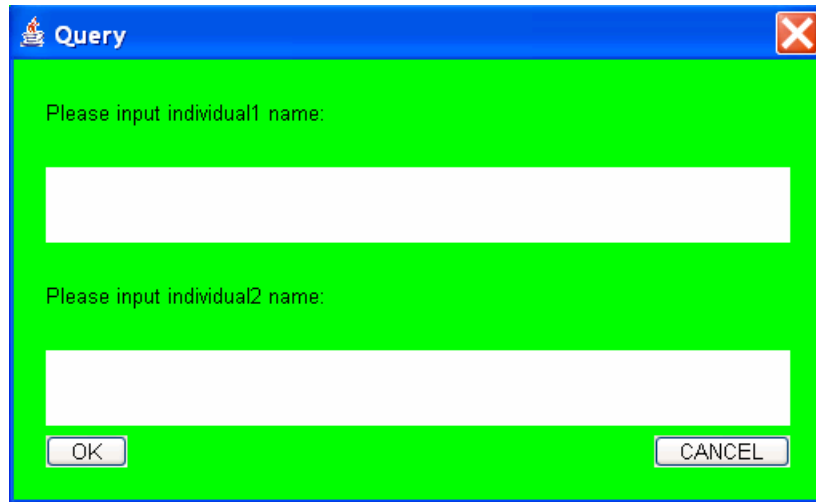 Query
Please input individual1 name:
Please input individual2 name:
OK CANCEL